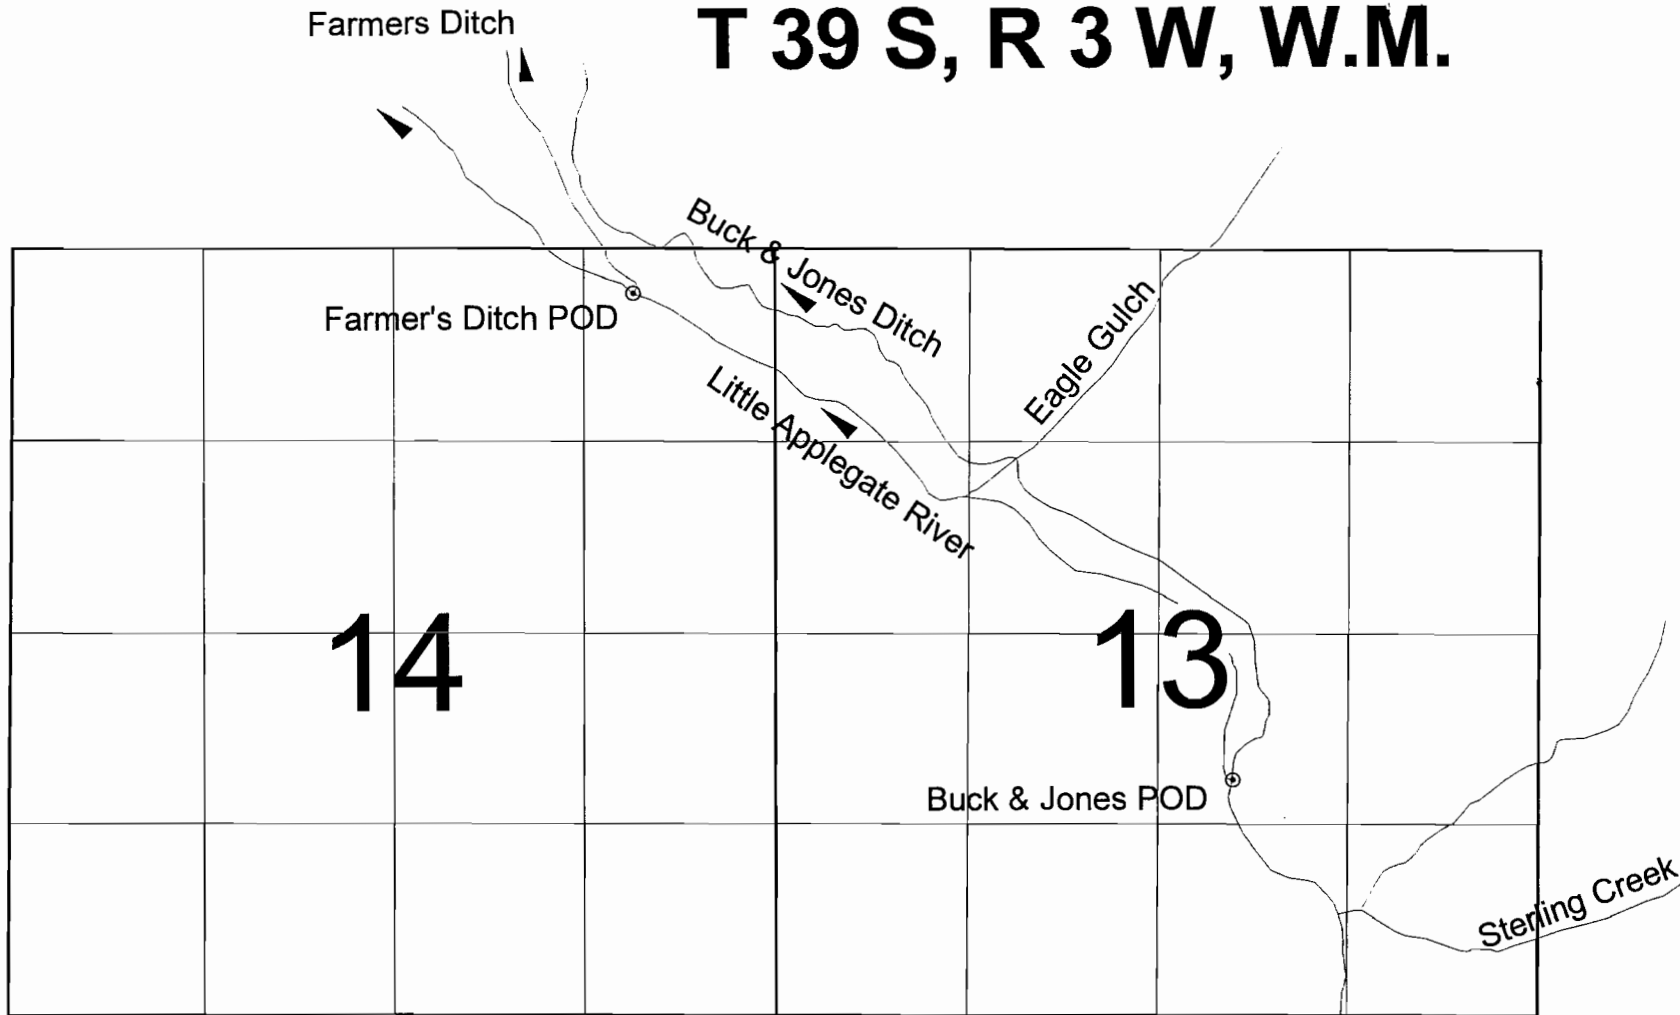 Farmers Ditch
T 39 S, R 3 W, W.M.
Buck & Jones Ditch
Farmer's Ditch POD
Eagle Gulch
Little Applegate River
14
13
Buck & Jones POD
Sterling Creek